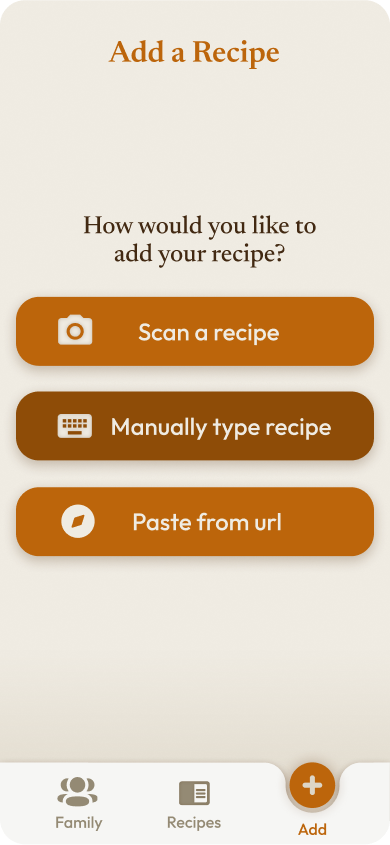 Add a Recipe
How would you like to
add your recipe?
Scan a recipe
Manually type recipe
Paste from url
Family
Recipes
Add